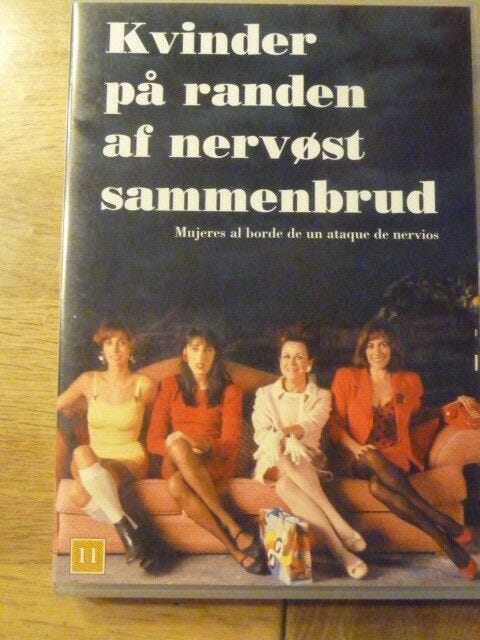 Kvinder
på randen
af nervøst
sammenbrud
Mujeres al borde de un ataque de nervios
11